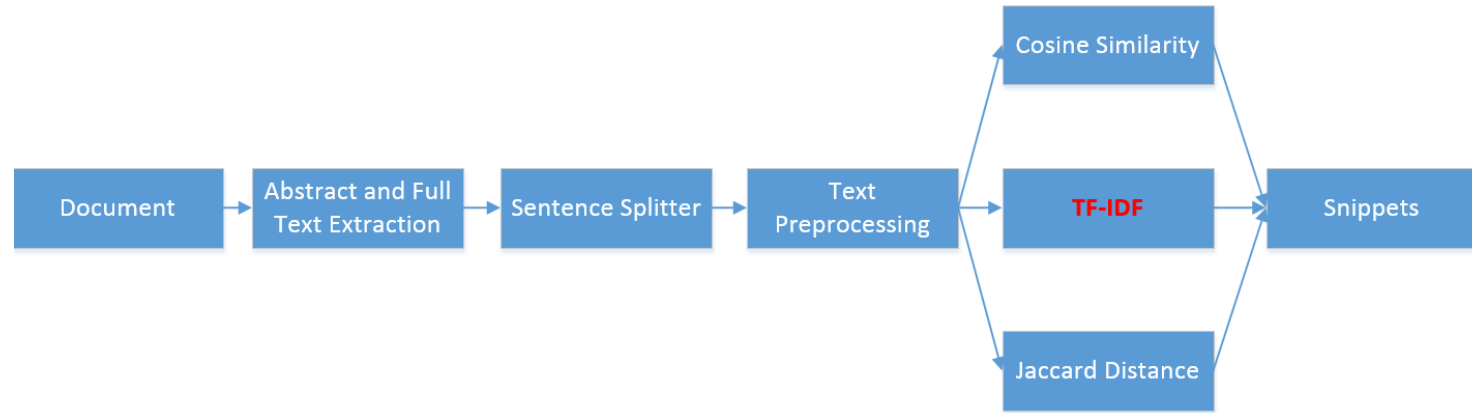 Document
Abstract and Full
Text Extraction
Sentence Splitter
Text
Preprocessing
Cosine Similarity
TF-IDF
Jaccard Distance
Snippets